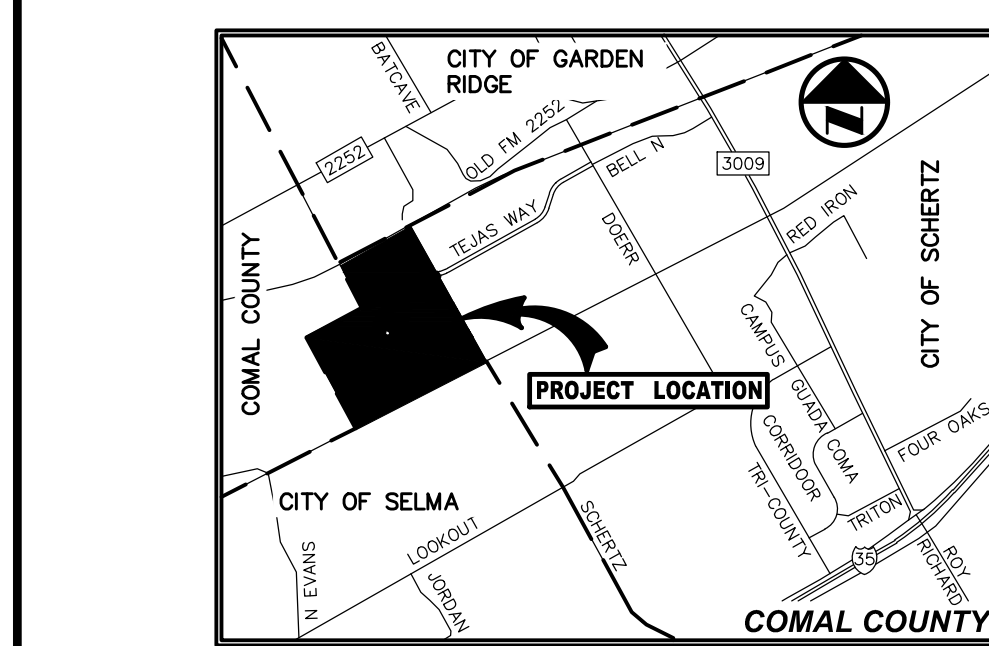 BATCAVE
CITY OF GARDEN
RIDGE
2252
OLD FM 2252
BELL N
3009
TEJAS WAY
DOERR
RED IRON
CITY OF SCHERTZ
COMAL COUNTY
PROJECT LOCATION
CAMPUS
GUADA
COMA
CORRIDOOR
TRI-COUNTY
FOUR OAKS
TRITON
35
ROY
RICHARD
CITY OF SELMA
LOOKOUT
SCHERTZ
N EVANS
JORDAN
COMAL COUNTY
N